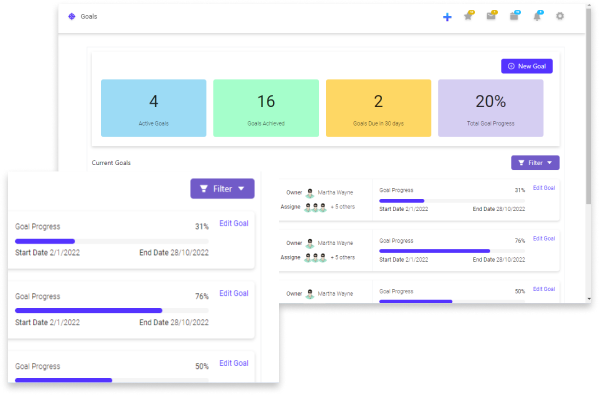 Goals
New Goal
4
16
2
20%
Active Goals
Goals Achieved
Goals Due in 30 days
Total Goal Progress
Current Goals
Filter
Owner Martha Wayne
Assigne + 5 others
Goal Progress 31% Edit Goal
Start Date 2/1/2022 End Date 28/10/2022
Owner Martha Wayne
Assigne + 5 others
Goal Progress 76% Edit Goal
Start Date 2/1/2022 End Date 28/10/2022
Owner Martha Wayne
Goal Progress 50% Edit Goal
Filter
Goal Progress 31% Edit Goal
Start Date 2/1/2022 End Date 28/10/2022
Goal Progress 76% Edit Goal
Start Date 2/1/2022 End Date 28/10/2022
Goal Progress 50% Edit Goal